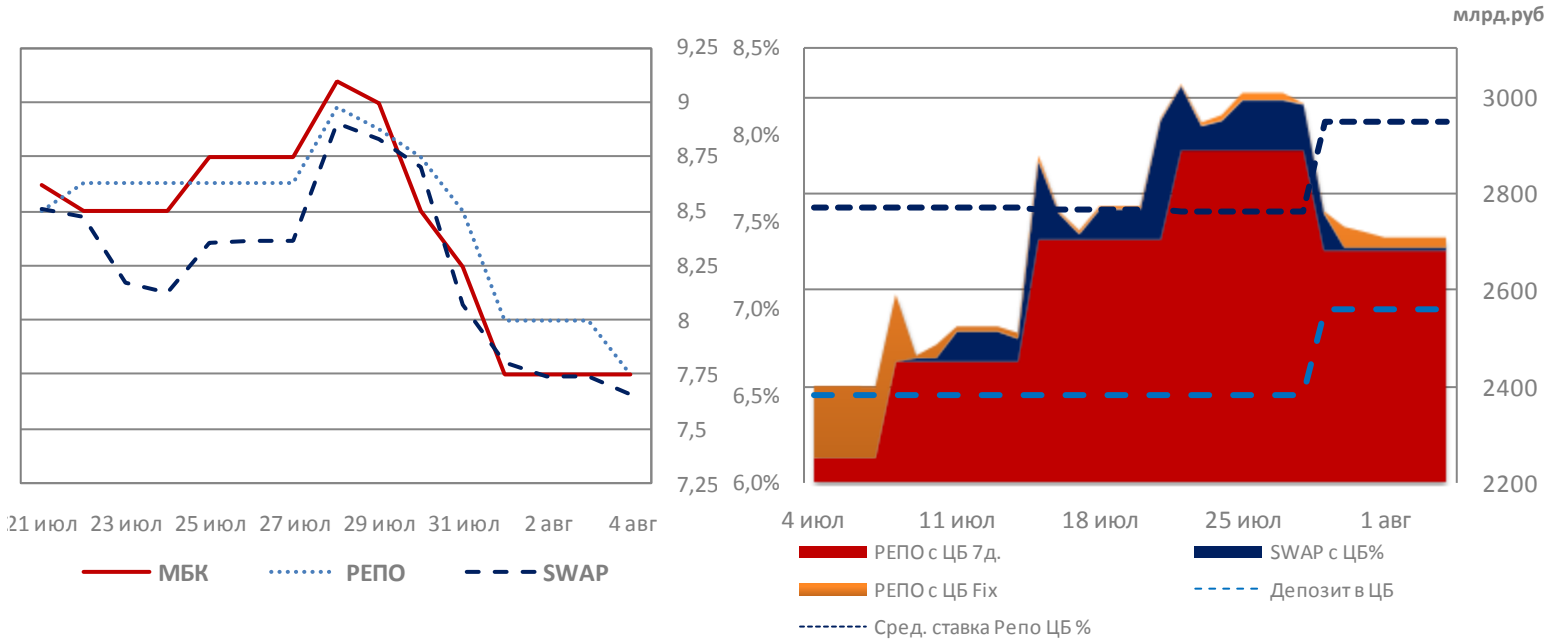 млрд.руб
9,25
9
8,75
8,5
8,25
8
7,75
7,5
7,25
21 июл 23 июл 25 июл 27 июл 29 июл 31 июл 2 авг 4 авг
МБК РЕПО SWAP
8,5%
8,0%
7,5%
7,0%
6,5%
6,0%
3000
2800
2600
2400
2200
4 июл 11 июл 18 июл 25 июл 1 авг
РЕПО с ЦБ 7д. SWAP с ЦБ%
РЕПО с ЦБ Fix Депозит в ЦБ
Сред. ставка Репо ЦБ %